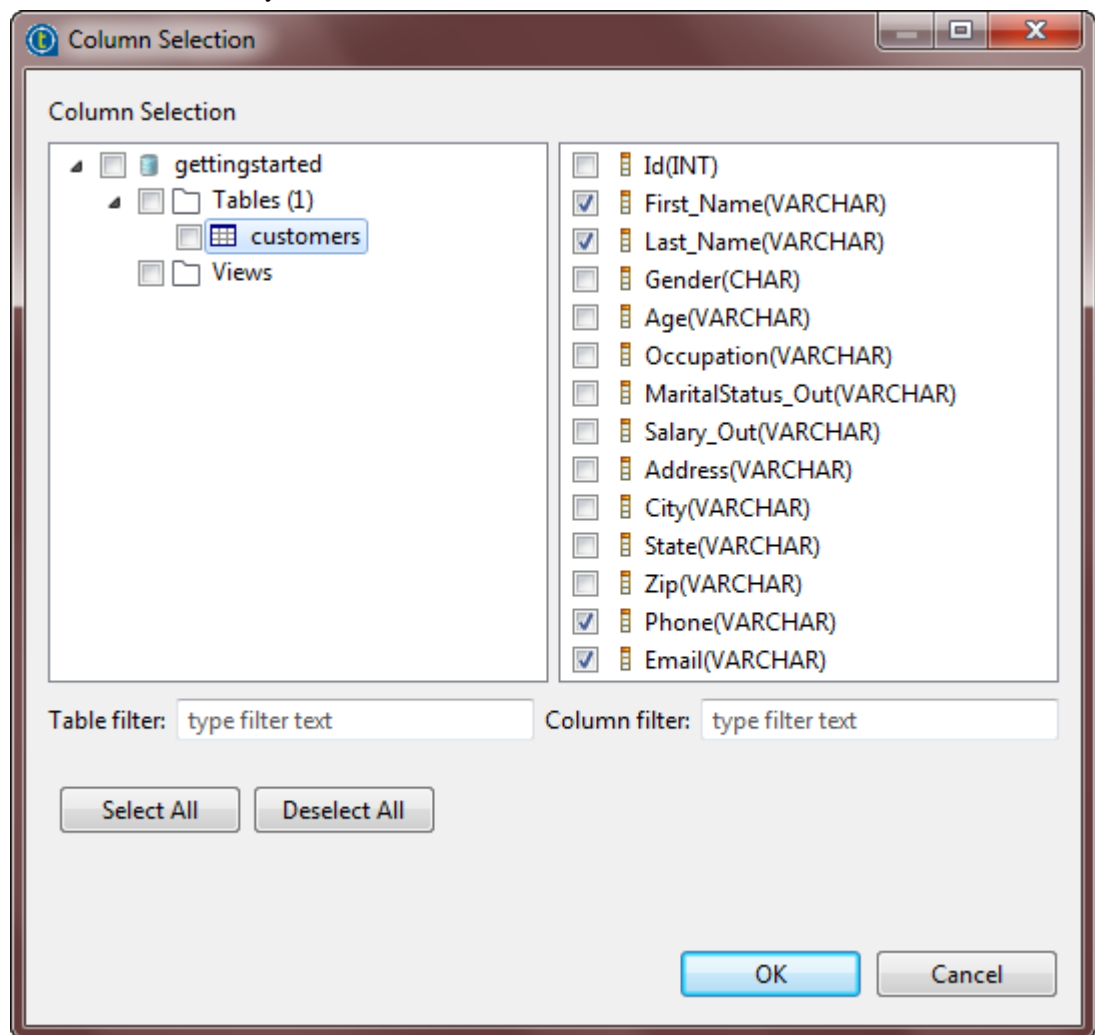 Column Selection
Column Selection
gettingstarted
Tables (1)
customers
Views
Id(INT)
First_Name(VARCHAR)
Last_Name(VARCHAR)
Gender(CHAR)
Age(VARCHAR)
Occupation(VARCHAR)
MaritalStatus_Out(VARCHAR)
Salary_Out(VARCHAR)
Address(VARCHAR)
City(VARCHAR)
State(VARCHAR)
Zip(VARCHAR)
Phone(VARCHAR)
Email(VARCHAR)
Table filter: type filter text Column filter: type filter text
Select All Deselect All
OK Cancel